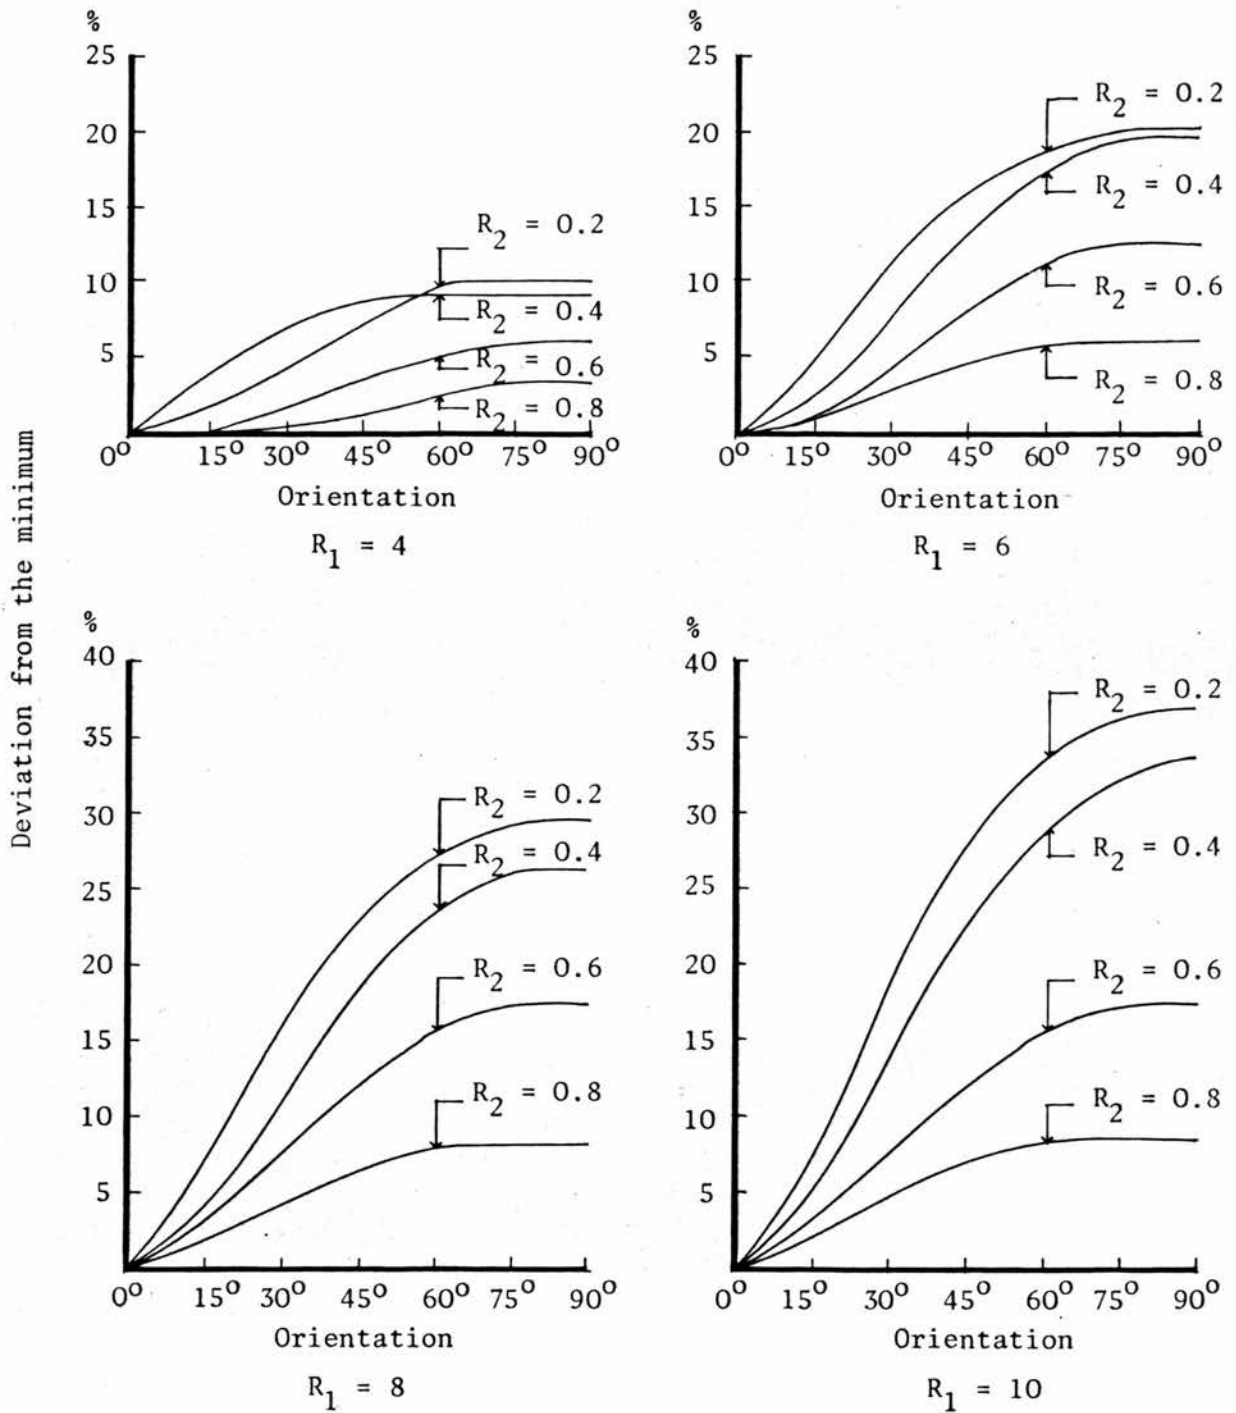 Deviation from the minimum
%
25
20
15
10
5
R2 = 0.2
R2 = 0.4
R2 = 0.6
R2 = 0.8
0° 15° 30° 45° 60° 75° 90°
Orientation
R1 = 4
%
25
20
15
10
5
R2 = 0.2
R2 = 0.4
R2 = 0.6
R2 = 0.8
0° 15° 30° 45° 60° 75° 90°
Orientation
R1 = 6
%
40
35
30
25
20
15
10
5
R2 = 0.2
R2 = 0.4
R2 = 0.6
R2 = 0.8
0° 15° 30° 45° 60° 75° 90°
Orientation
R1 = 8
%
40
35
30
25
20
15
10
5
R2 = 0.2
R2 = 0.4
R2 = 0.6
R2 = 0.8
0° 15° 30° 45° 60° 75° 90°
Orientation
R1 = 10